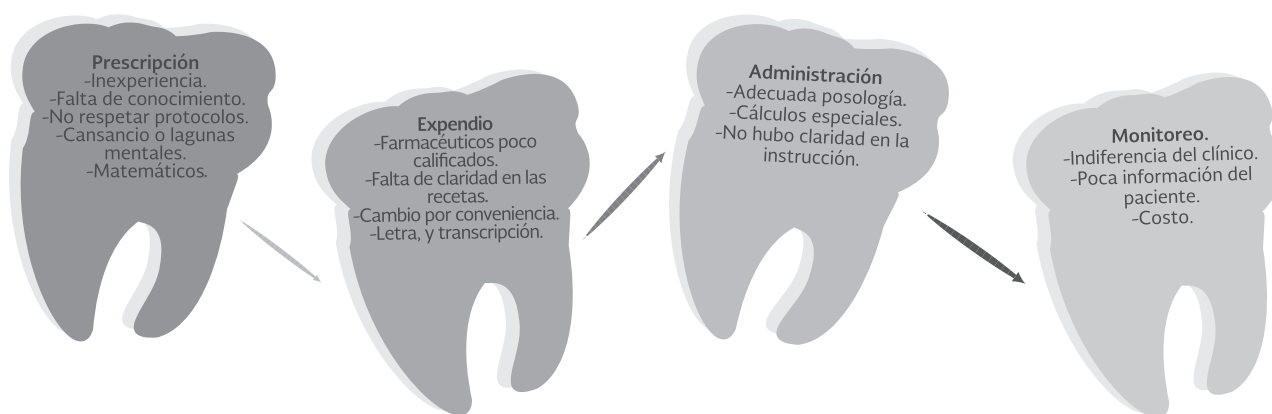 Prescripción
-Inexperiencia.
-Falta de conocimiento.
-No respetar protocolos.
-Cansancio o lagunas
mentales.
-Matemáticos.
Expendio
-Farmacéuticos poco
calificados.
-Falta de claridad en las
recetas.
-Cambio por conveniencia.
-Letra, y transcripción.
Administración
-Adecuada posología.
-Cálculos especiales.
-No hubo claridad en la
instrucción.
Monitoreo.
-Indiferencia del clínico.
-Poca información del
paciente.
-Costo.